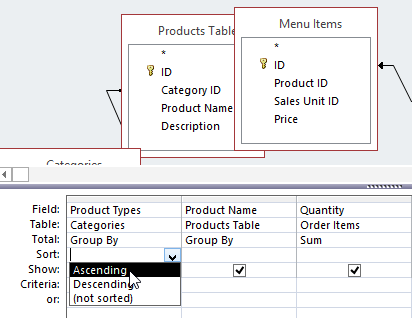 Products Table
*
ID
Category ID
Product Name
Description
Menu Items
*
ID
Product ID
Sales Unit ID
Price
Categories
Field: Product Types Product Name Quantity
Table: Categories Products Table Order Items
Total: Group By Group By Sum
Sort:
Show: Ascending
Criteria: Descending
or: (not sorted)